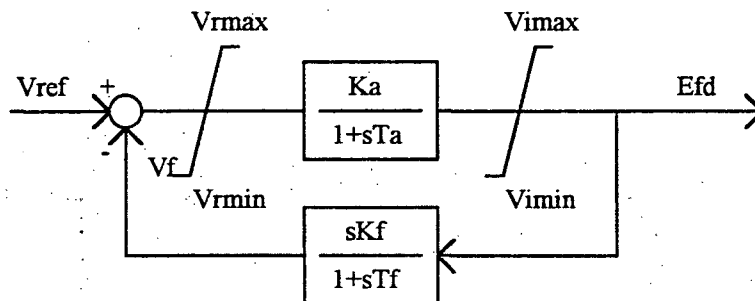 Vrmax
Vimax
Vref
+
Ka
1+sTa
Efd
-
Vf
Vrmin
Vimin
sKf
1+sTf